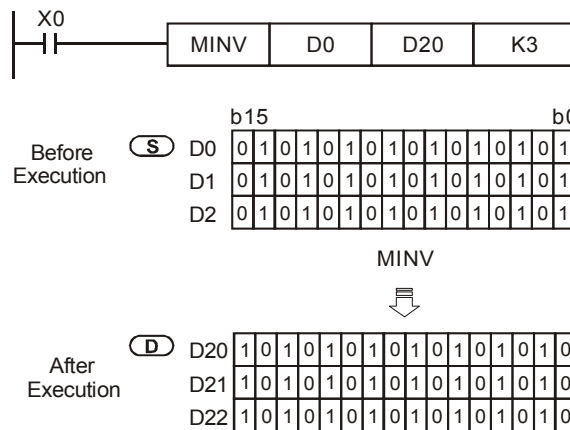 X0
MINV D0 D20 K3
b15 b0
Before Execution
S
D0 0 1 0 1 0 1 0 1 0 1 0 1 0 1 0 1
D1 0 1 0 1 0 1 0 1 0 1 0 1 0 1 0 1
D2 0 1 0 1 0 1 0 1 0 1 0 1 0 1 0 1
MINV
After
Execution
D
D20 1 0 1 0 1 0 1 0 1 0 1 0 1 0 1 0
D21 1 0 1 0 1 0 1 0 1 0 1 0 1 0 1 0
D22 1 0 1 0 1 0 1 0 1 0 1 0 1 0 1 0